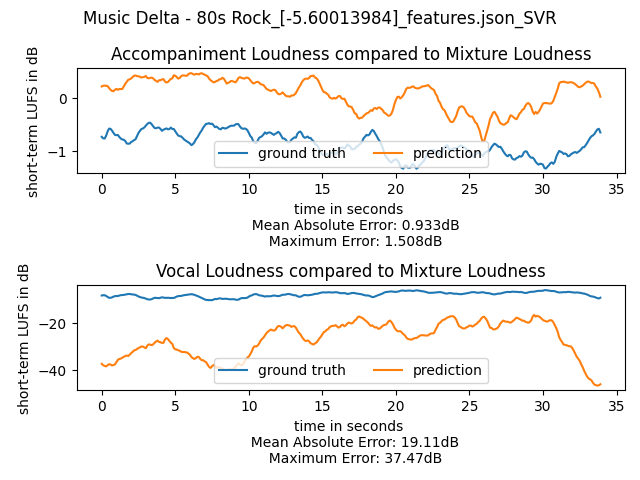 Music Delta - 80s Rock_[-5.60013984]_features.json_SVR
Accompaniment Loudness compared to Mixture Loudness
short-term LUFS in dB
0
−1
ground truth
prediction
0 5 10 15 20 25 30 35
time in seconds
Mean Absolute Error: 0.933dB
Maximum Error: 1.508dB
Vocal Loudness compared to Mixture Loudness
short-term LUFS in dB
−20
−40
ground truth
prediction
0 5 10 15 20 25 30 35
time in seconds
Mean Absolute Error: 19.11dB
Maximum Error: 37.47dB